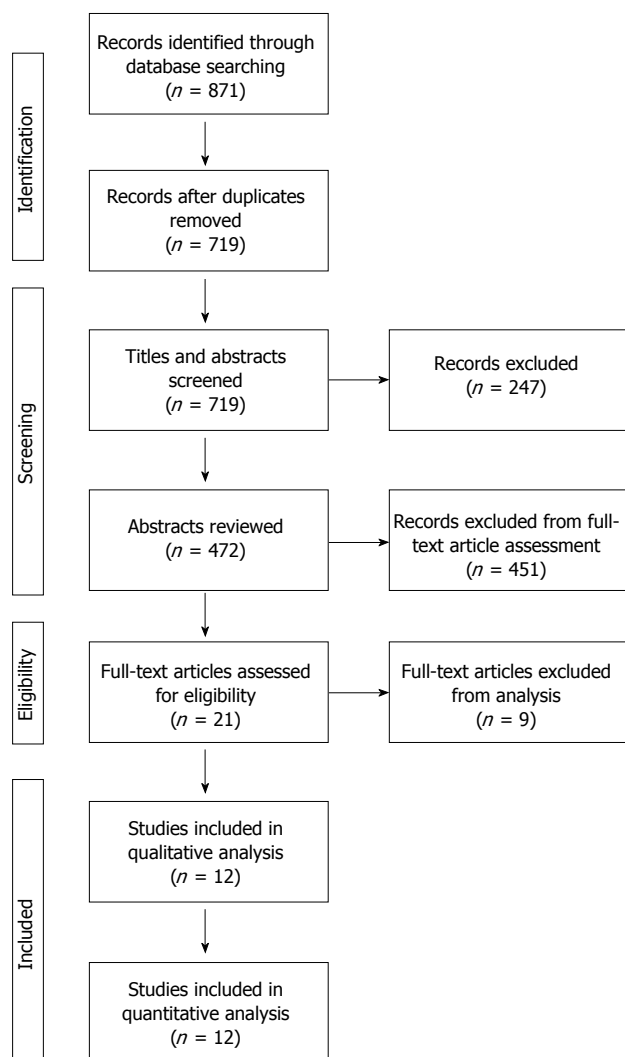 Identification
Records identified through
database searching
(n = 871)
Records after duplicates
removed
(n = 719)
Screening
Titles and abstracts
screened
(n = 719)
Records excluded
(n = 247)
Abstracts reviewed
(n = 472)
Records excluded from full-
text article assessment
(n = 451)
Eligibility
Full-text articles assessed
for eligibility
(n = 21)
Full-text articles excluded
from analysis
(n = 9)
Included
Studies included in
qualitative analysis
(n = 12)
Studies included in
quantitative analysis
(n = 12)